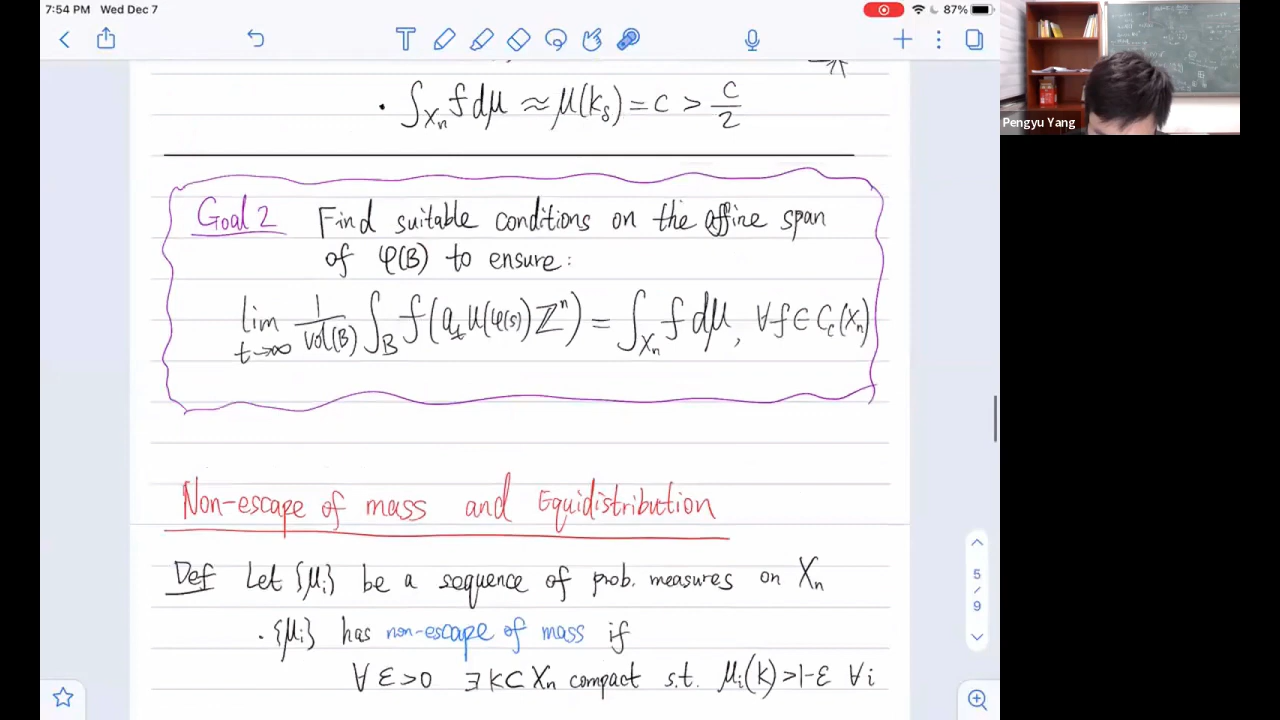 7:54 PM Wed Dec 7
87%
Pengyu Yang
· ∫_{X_n} f dμ ≈ μ(K_δ) = c > c/2
Goal 2 Find suitable conditions on the affine span
of φ(B) to ensure:
lim_{t→∞} 1/vol(B) ∫_B f(a_t u(φ(s)) ℤⁿ) = ∫_{X_n} f dμ, ∀f ∈ C_c(X_n)
Non-escape of mass and Equidistribution
Def Let {μ_i} be a sequence of prob. measures on X_n
· {μ_i} has non-escape of mass if
∀ ε>0 ∃ K ⊂ X_n compact s.t. μ_i(K) > 1-ε ∀ i
5
/
9